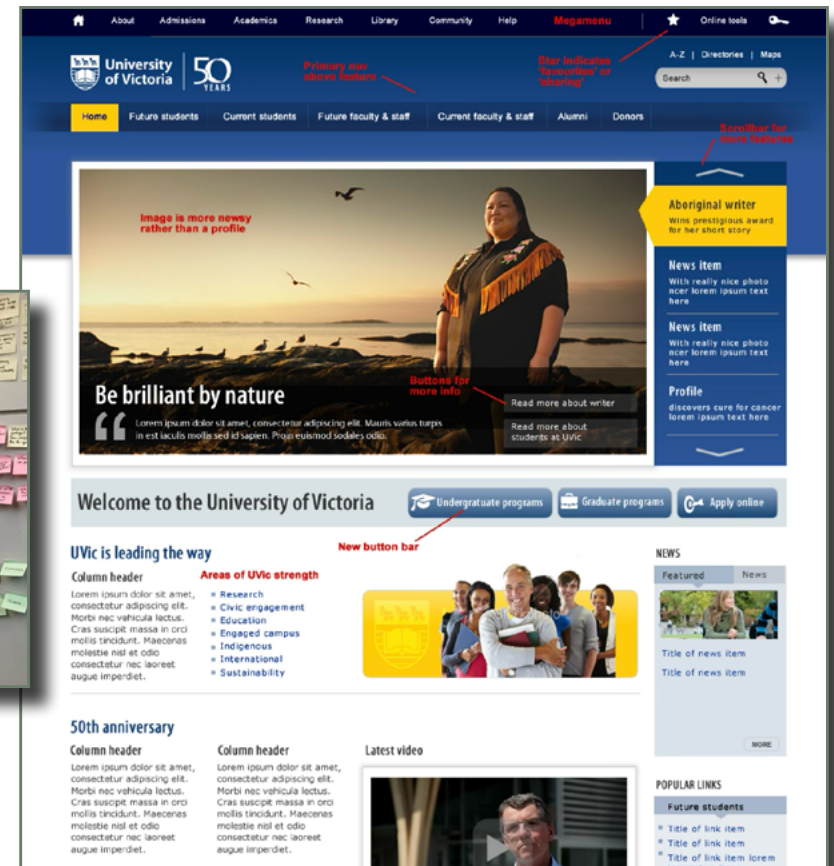 About Admissions Academics Research Library Community Help Megamenu Online tools
University
of Victoria
50
YEARS
Primary nav
above feature
Star indicates
'favourites' or
'sharing'
A-Z | Directories | Maps
Search
Home Future students Current students Future faculty & staff Current faculty & staff Alumni Donors
Scrollbar for
more features
Image is more newsy
rather than a profile
Aboriginal writer
Wins prestigious award
for her short story
News item
With really nice photo
ncer lorem ipsum text
here
News item
With really nice photo
ncer lorem ipsum text
here
Profile
discovers cure for cancer
lorem ipsum text here
Be brilliant by nature
Lorem ipsum dolor sit amet, consectetur adipiscing elit. Mauris varius turpis
in est iaculis mollis sed id sapien. Proin euismod sodales odio.
Buttons for
more info
Read more about writer
Read more about
students at UVic
Welcome to the University of Victoria
Undergratuate programs
Graduate programs
Apply online
New button bar
UVic is leading the way
Column header
Lorem ipsum dolor sit amet,
consectetur adipiscing elit.
Morbi nec vehicula lectus.
Cras suscipit massa in orci
mollis tincidunt. Maecenas
molestie nisl et odio
consectetur nec laoreet
augue imperdiet.
Areas of UVic strength
Research
Civic engagement
Education
Engaged campus
Indigenous
International
Sustainability
NEWS
Featured News
Title of news item
Title of news item
MORE
50th anniversary
Column header
Lorem ipsum dolor sit amet,
consectetur adipiscing elit.
Morbi nec vehicula lectus.
Cras suscipit massa in orci
mollis tincidunt. Maecenas
molestie nisl et odio
consectetur nec laoreet
augue imperdiet.
Column header
Lorem ipsum dolor sit amet,
consectetur adipiscing elit.
Morbi nec vehicula lectus.
Cras suscipit massa in orci
mollis tincidunt. Maecenas
molestie nisl et odio
consectetur nec laoreet
augue imperdiet.
Latest video
POPULAR LINKS
Future students
Title of link item
Title of link item
Title of link item lorem